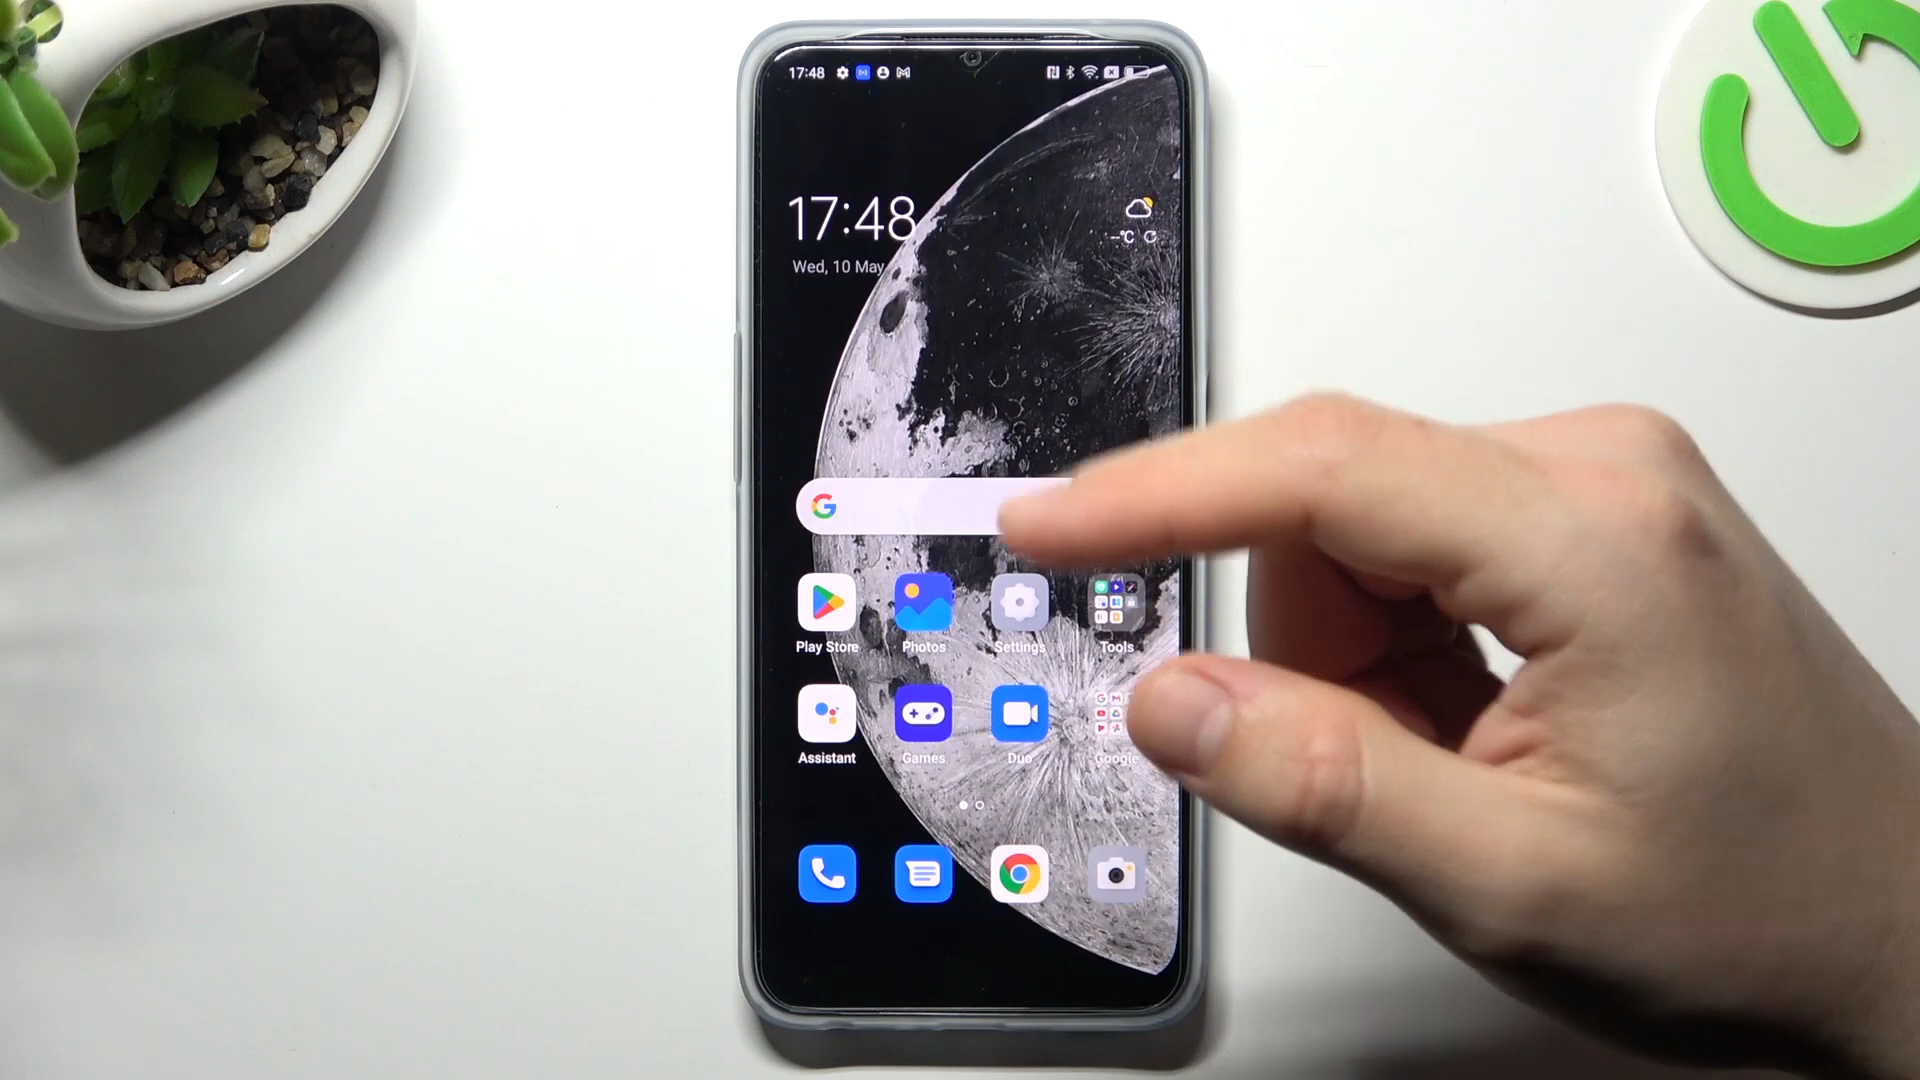 17:48
17:48
--°C
Wed, 10 May
Play Store
Photos
Settings
Tools
Assistant
Games
Duo
Google